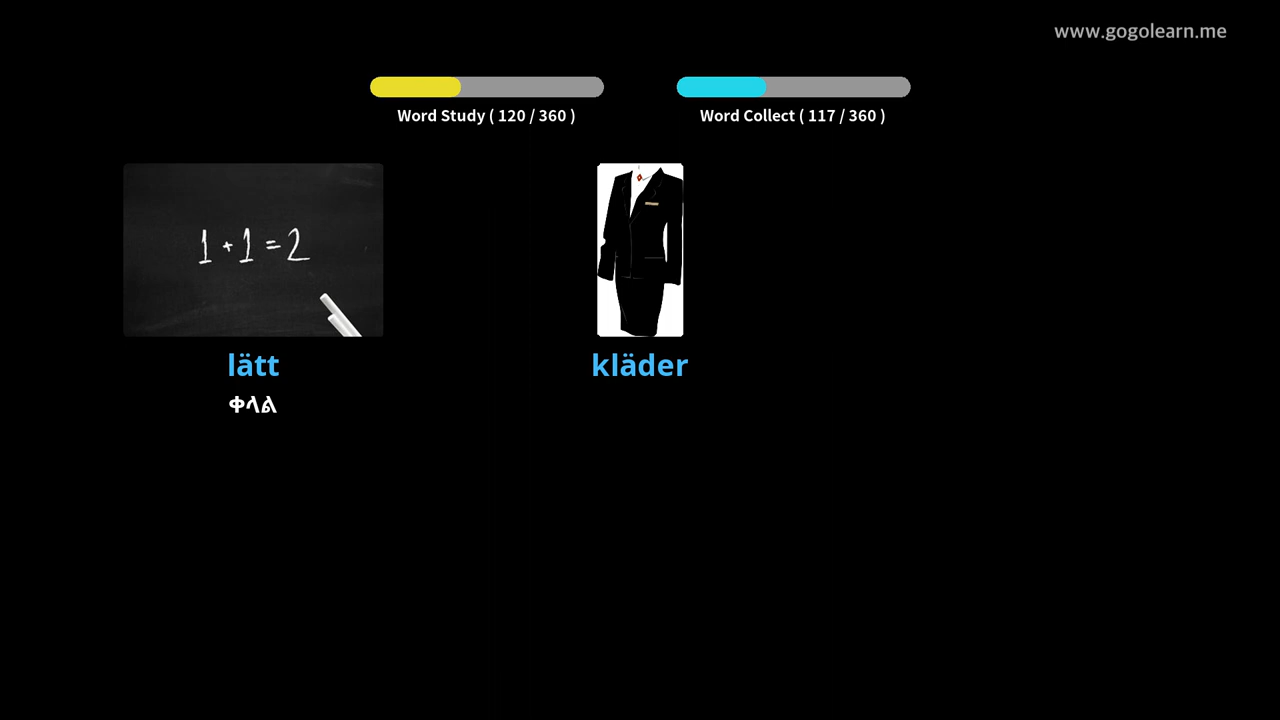 www.gogolearn.me
Word Study ( 120 / 360 )
Word Collect ( 117 / 360 )
1 + 1 = 2
lätt
ቀላል
kläder